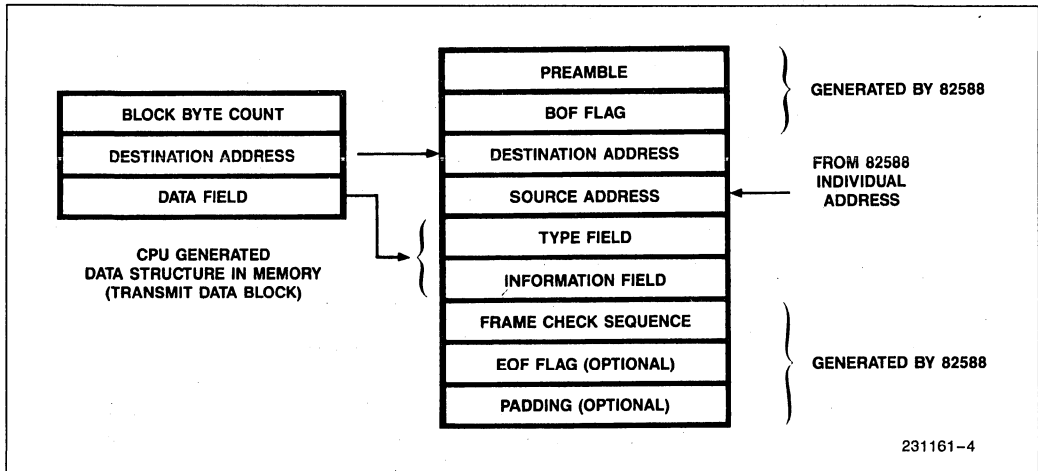 BLOCK BYTE COUNT
DESTINATION ADDRESS
DATA FIELD
CPU GENERATED
DATA STRUCTURE IN MEMORY
(TRANSMIT DATA BLOCK)
PREAMBLE
BOF FLAG
DESTINATION ADDRESS
SOURCE ADDRESS
TYPE FIELD
INFORMATION FIELD
FRAME CHECK SEQUENCE
EOF FLAG (OPTIONAL)
PADDING (OPTIONAL)
GENERATED BY 82588
FROM 82588
INDIVIDUAL
ADDRESS
GENERATED BY 82588
231161-4